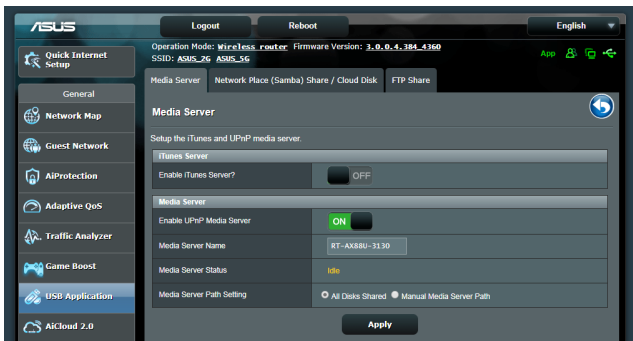 ASUS
Logout
Reboot
English
Operation Mode: Wireless router Firmware Version: 3.0.0.4.384_4360
SSID: ASUS_2G ASUS_5G
App
Quick Internet
Setup
General
Network Map
Guest Network
AiProtection
Adaptive QoS
Traffic Analyzer
Game Boost
USB Application
AiCloud 2.0
Media Server
Network Place (Samba) Share / Cloud Disk
FTP Share
Media Server
Setup the iTunes and UPnP media server.
iTunes Server
Enable iTunes Server?
OFF
Media Server
Enable UPnP Media Server
ON
Media Server Name
RT-AX88U-3130
Media Server Status
Idle
Media Server Path Setting
All Disks Shared
Manual Media Server Path
Apply